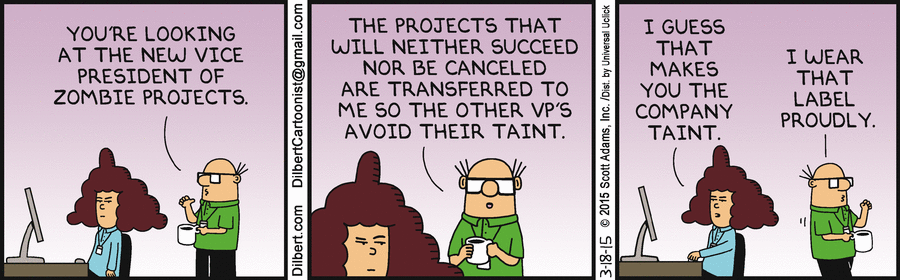 YOU'RE LOOKING
AT THE NEW VICE
PRESIDENT OF
ZOMBIE PROJECTS.
Dilbert.com DilbertCartoonist@gmail.com
THE PROJECTS THAT
WILL NEITHER SUCCEED
NOR BE CANCELED
ARE TRANSFERRED TO
ME SO THE OTHER VP'S
AVOID THEIR TAINT.
3-18-15 © 2015 Scott Adams, Inc. /Dist. by Universal Uclick
I GUESS
THAT
MAKES
YOU THE
COMPANY
TAINT.
I WEAR
THAT
LABEL
PROUDLY.